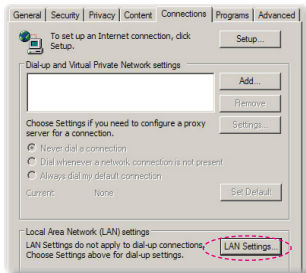 General Security Privacy Content Connections Programs Advanced
To set up an Internet connection, click
Setup.
Setup...
Dial-up and Virtual Private Network settings
Add...
Remove
Choose Settings if you need to configure a proxy
server for a connection.
Settings...
Never dial a connection
Dial whenever a network connection is not present
Always dial my default connection
Current None
Set Default
Local Area Network (LAN) settings
LAN Settings do not apply to dial-up connections.
Choose Settings above for dial-up settings.
LAN Settings...